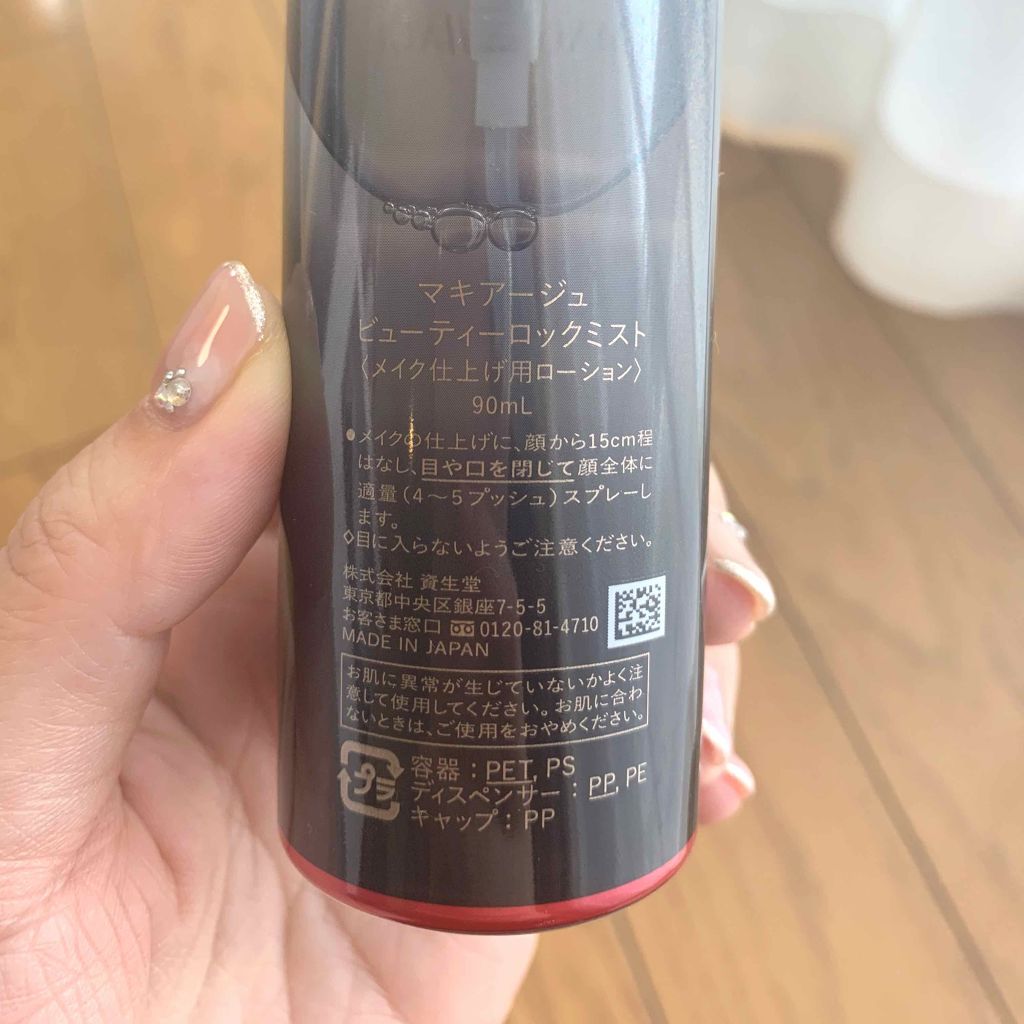 マキアージュ
ビューティーロックミスト
〈メイク仕上げ用ローション〉
90mL
●メイクの仕上げに、顔から15cm程
はなし、目や口を閉じて顔全体に
適量(4〜5プッシュ)スプレーし
ます。
◇目に入らないようご注意ください。
株式会社 資生堂
東京都中央区銀座7-5-5
お客さま窓口 0120-81-4710
MADE IN JAPAN
お肌に異常が生じていないかよく注
意して使用してください。お肌に合わ
ないときは、ご使用をおやめください。
プラ
容器:PET, PS
ディスペンサー:PP, PE
キャップ:PP